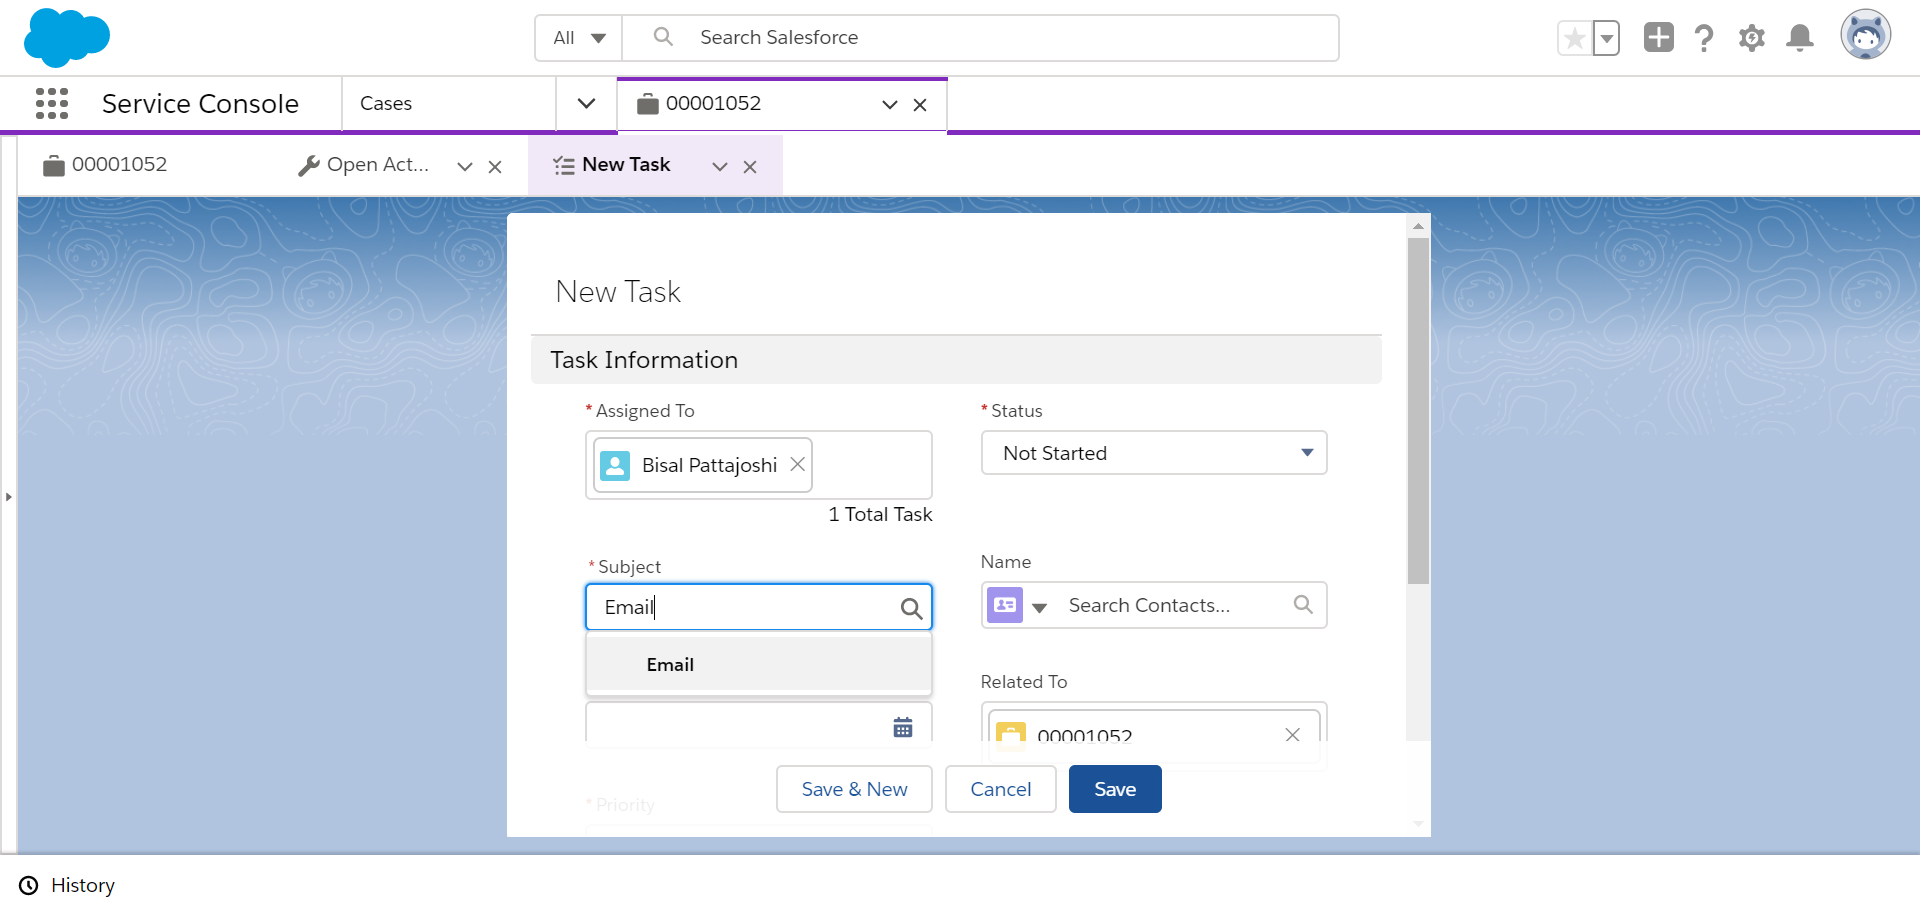 All
Search Salesforce
Service Console
Cases
00001052
00001052
Open Act...
New Task
New Task
Task Information
*Assigned To
*Status
Bisal Pattajoshi
Not Started
1 Total Task
*Subject
Name
Email
Search Contacts...
Email
Related To
00001052
*Priority
Save & New
Cancel
Save
History